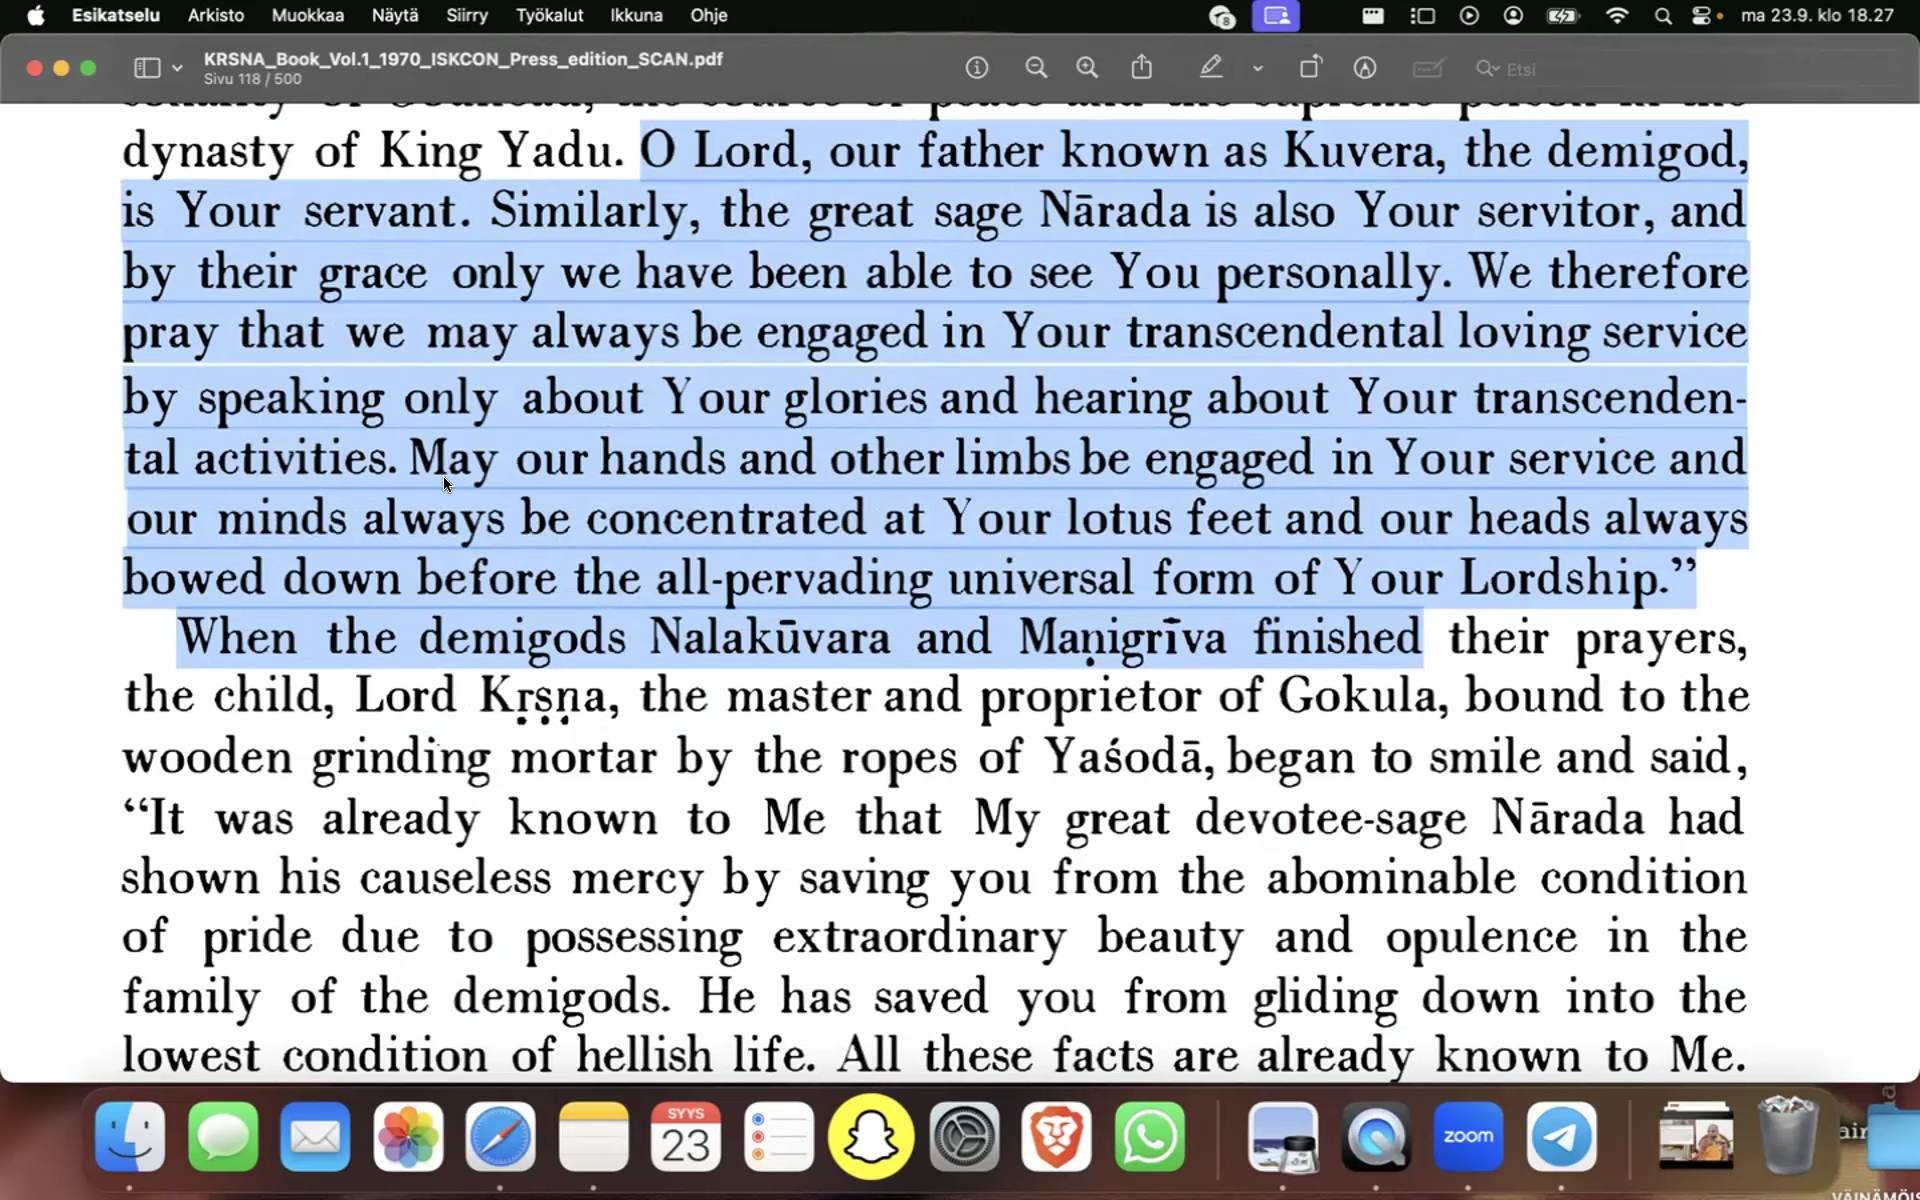 Esikatselu Arkisto Muokkaa Näytä Siirry Työkalut Ikkuna Ohje 8 ma 23.9. klo 18.27
KRSNA_Book_Vol.1_1970_ISKCON_Press_edition_SCAN.pdf
Sivu 118 / 500
Etsi
dynasty of King Yadu. O Lord, our father known as Kuvera, the demigod,
is Your servant. Similarly, the great sage Nārada is also Your servitor, and
by their grace only we have been able to see You personally. We therefore
pray that we may always be engaged in Your transcendental loving service
by speaking only about Your glories and hearing about Your transcenden-
tal activities. May our hands and other limbs be engaged in Your service and
our minds always be concentrated at Your lotus feet and our heads always
bowed down before the all-pervading universal form of Your Lordship.”
When the demigods Nalakūvara and Maṇigrīva finished their prayers,
the child, Lord Kṛṣṇa, the master and proprietor of Gokula, bound to the
wooden grinding mortar by the ropes of Yaśodā, began to smile and said,
“It was already known to Me that My great devotee-sage Nārada had
shown his causeless mercy by saving you from the abominable condition
of pride due to possessing extraordinary beauty and opulence in the
family of the demigods. He has saved you from gliding down into the
lowest condition of hellish life. All these facts are already known to Me.
SYYS
23
zoom